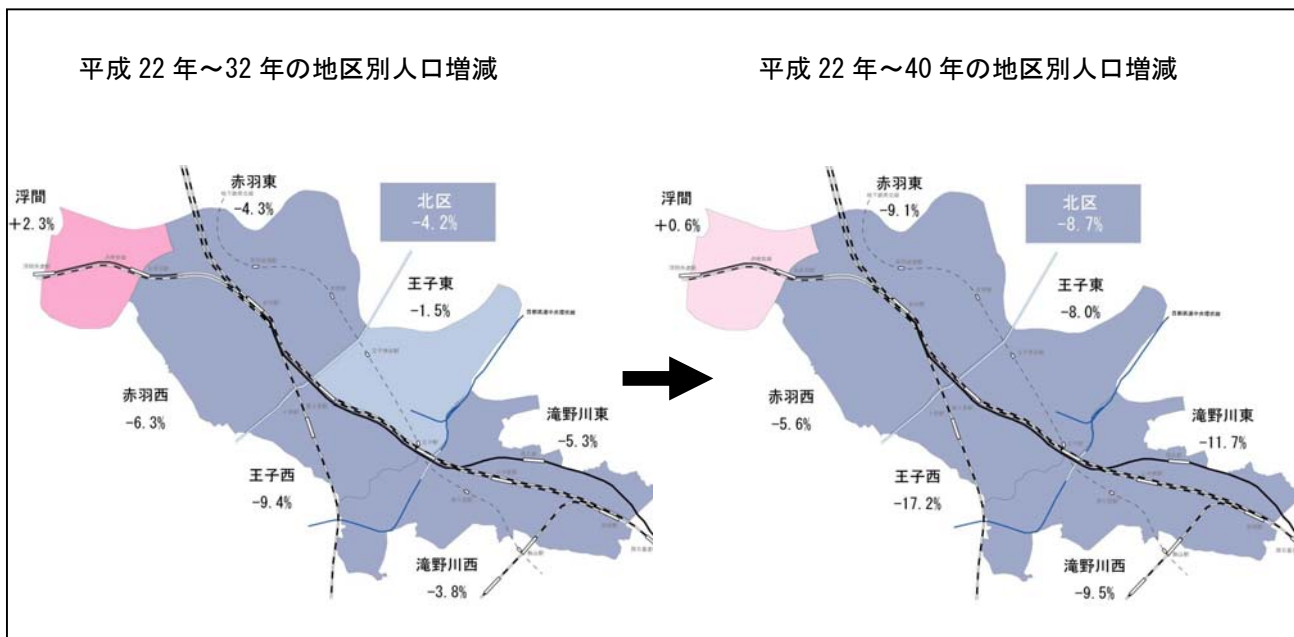 平成 22 年～32 年の地区別人口増減
平成 22 年～40 年の地区別人口増減
浮間
+2.3%
赤羽東
-4.3%
北区
-4.2%
王子東
-1.5%
赤羽西
-6.3%
滝野川東
-5.3%
王子西
-9.4%
滝野川西
-3.8%
浮間
+0.6%
赤羽東
-9.1%
北区
-8.7%
王子東
-8.0%
赤羽西
-5.6%
滝野川東
-11.7%
王子西
-17.2%
滝野川西
-9.5%